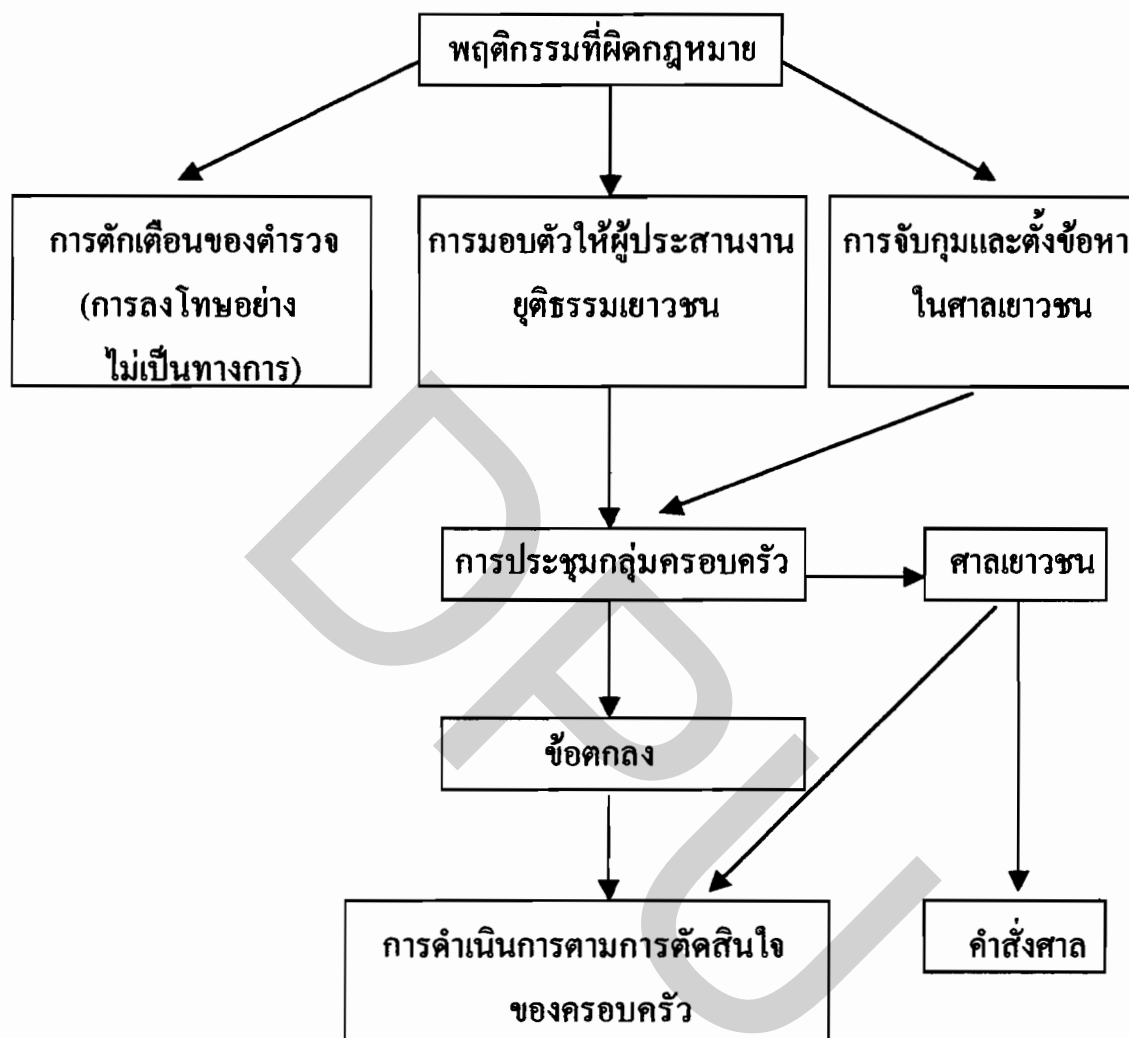 พฤติกรรมที่ผิดกฎหมาย
การตักเตือนของตำรวจ
(การลงโทษอย่าง
ไม่เป็นทางการ)
การมอบตัวให้ผู้ประสานงาน
ยุติธรรมเยาวชน
การจับกุมและตั้งข้อหา
ในศาลเยาวชน
การประชุมกลุ่มครอบครัว
ศาลเยาวชน
ข้อตกลง
การดำเนินการตามการตัดสินใจ
ของครอบครัว
คำสั่งศาล
DPU